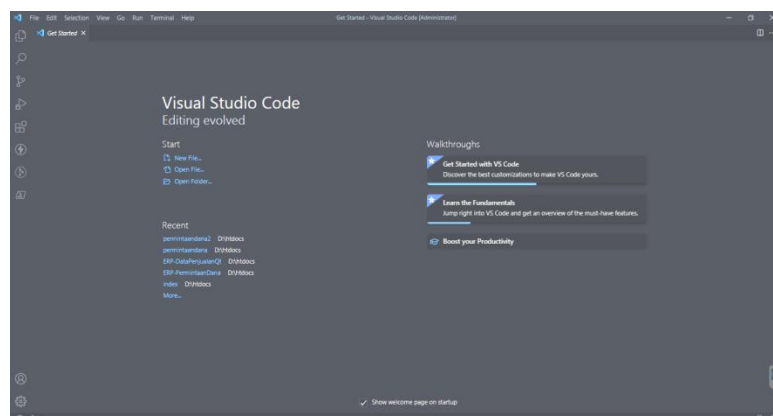 File Edit Selection View Go Run Terminal Help
Get Started - Visual Studio Code [Administrator]
Get Started
Visual Studio Code
Editing evolved
Start
New File...
Open File...
Open Folder...
Recent
permintaandana2 D:\htdocs
permintaandana D:\htdocs
ERP-DataPenjualanQt D:\htdocs
ERP-PermintaanDana D:\htdocs
index D:\htdocs
More...
Walkthroughs
Get Started with VS Code
Discover the best customizations to make VS Code yours.
Learn the Fundamentals
Jump right into VS Code and get an overview of the must-have features.
Boost your Productivity
Show welcome page on startup